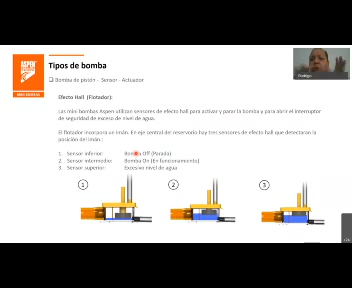 ASPEN
Tipos de bomba
❑ Bomba de pistón – Sensor - Actuador
Efecto Hall (Flotador):
Las mini bombas Aspen utilizan sensores de efecto hall para activar y parar la bomba y para abrir el interruptor
de seguridad de exceso de nivel de agua.
El flotador incorpora un imán. En eje central del reservorio hay tres sensores de efecto hall que detectaran la
posición del imán.:
1. Sensor inferior: Bomba Off (Parada)
2. Sensor intermedio: Bomba On (En funcionamiento)
3. Sensor superior: Excesivo nivel de agua
1
2
3